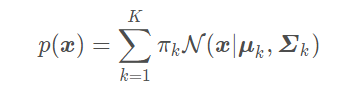 p(𝒙) = ∑_{k=1}^{K} π_k 𝒩(𝒙|𝝁_k, 𝜮_k)